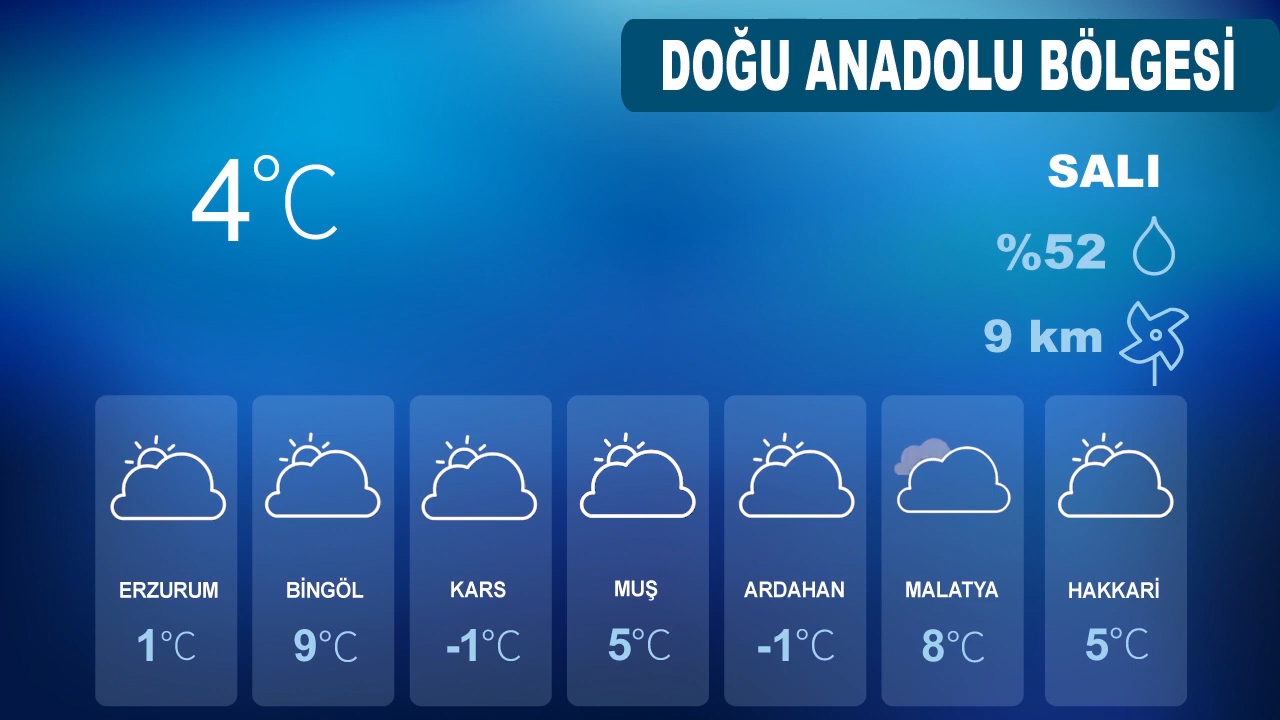 DOĞU ANADOLU BÖLGESİ
4°C
SALI
%52
9 km
ERZURUM
1°C
BİNGÖL
9°C
KARS
-1°C
MUŞ
5°C
ARDAHAN
-1°C
MALATYA
8°C
HAKKARİ
5°C